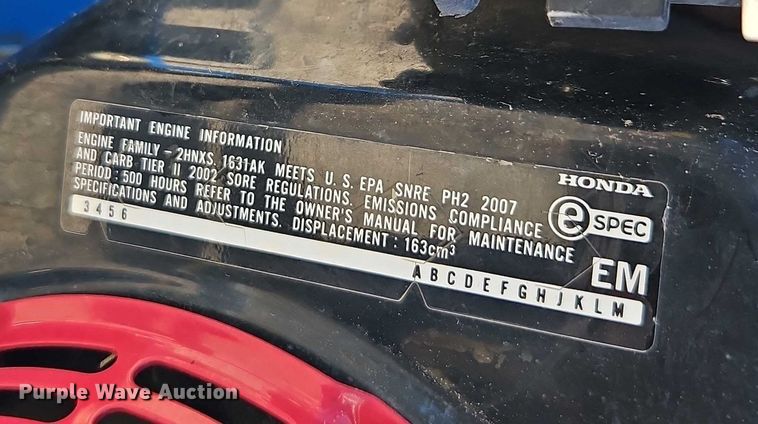 IMPORTANT ENGINE INFORMATION
ENGINE FAMILY - 2HNXS.1631AK MEETS U.S. EPA SNRE PH2 2007
AND CARB TIER II 2002 SORE REGULATIONS. EMISSIONS COMPLIANCE
PERIOD: 500 HOURS REFER TO THE OWNER'S MANUAL FOR MAINTENANCE
SPECIFICATIONS AND ADJUSTMENTS. DISPLACEMENT: 163cm³
HONDA
e SPEC
EM
3456
ABCDEFGHJKLM
Purple Wave Auction